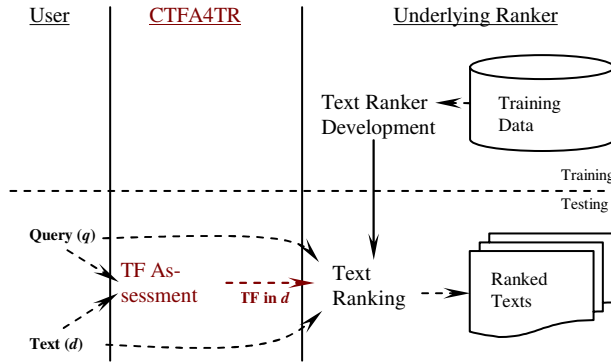 User
CTFA4TR
Underlying Ranker
Text Ranker
Development
Training
Data
Training
Testing
Query (q)
TF As-
sessment
TF in d
Text
Ranking
Ranked
Texts
Text (d)